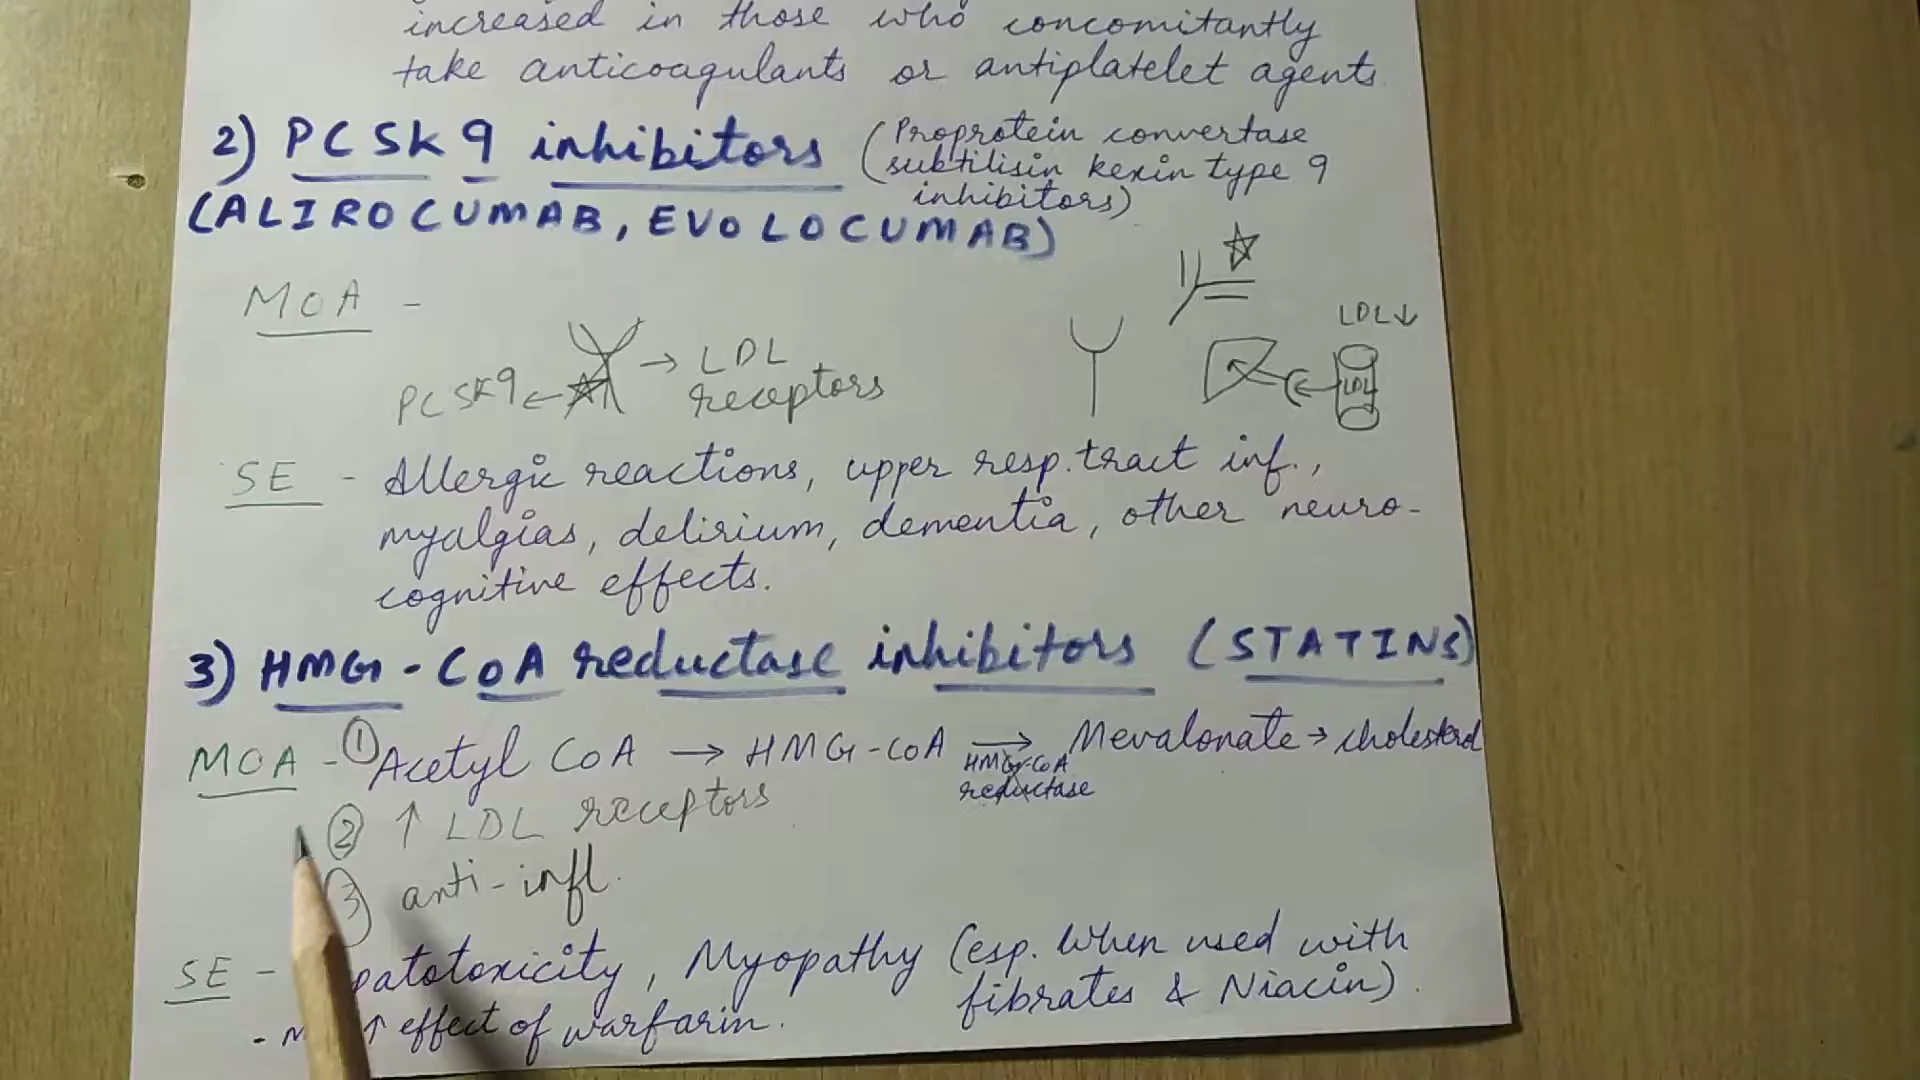 increased in those who concomitantly
take anticoagulants or antiplatelet agents
2) PCSK9 inhibitors (Proprotein convertase
subtilisin kexin type 9
inhibitors)
(ALIROCUMAB, EVOLOCUMAB)
MOA -
LDL↓
PCSK9 ← → LDL
receptors
LDL
SE - Allergic reactions, upper resp. tract inf.,
myalgias, delirium, dementia, other neuro-
cognitive effects.
3) HMG-CoA reductase inhibitors (STATINS)
MOA - ① Acetyl CoA → HMG-CoA → Mevalonate → cholesterol
HMG-CoA
reductase
② ↑ LDL receptors
③ anti-infl.
SE - patotoxicity, Myopathy (esp. when used with
fibrates & Niacin).
- ↑ effect of warfarin.